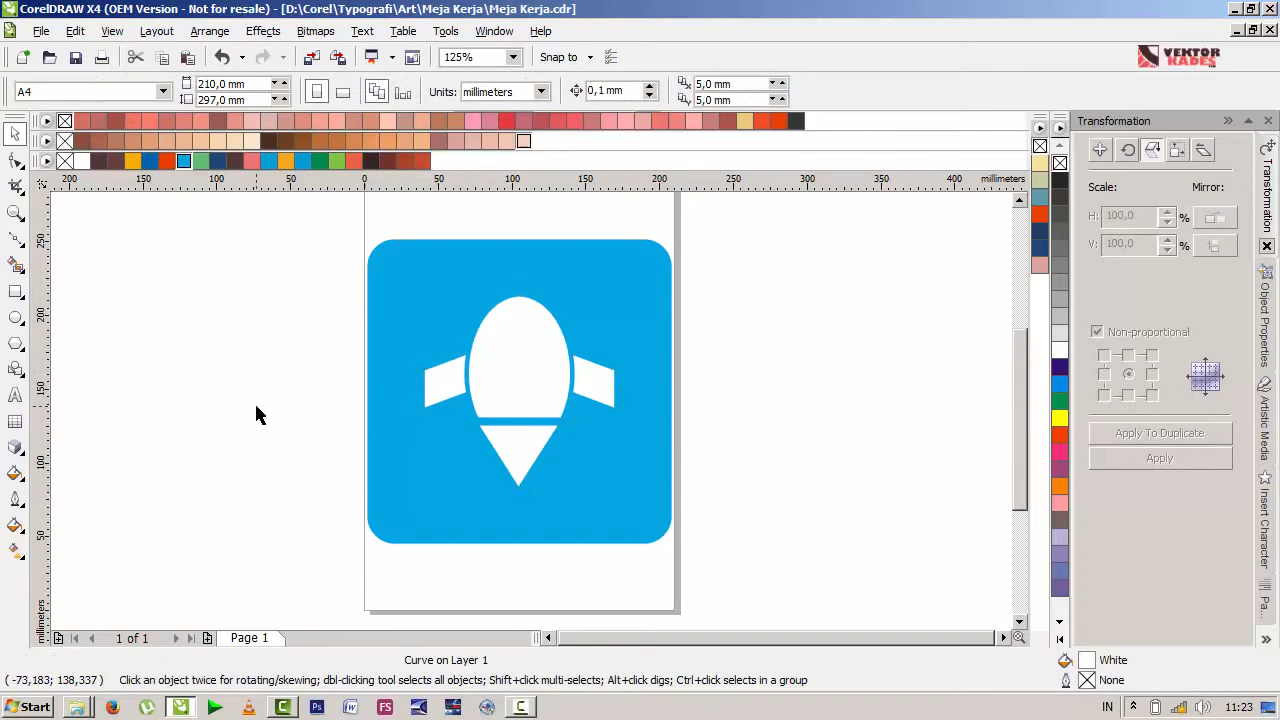 CorelDRAW X4 (OEM Version - Not for resale) - [D:\Corel\Typografi\Art\Meja Kerja\Meja Kerja.cdr]
File Edit View Layout Arrange Effects Bitmaps Text Table Tools Window Help
125% Snap to
VEKTOR
KADES
A4 210,0 mm 297,0 mm Units: millimeters 0,1 mm 5,0 mm 5,0 mm
Transformation
200 150 100 50 0 50 100 150 200 250 300 350 400 millimeters
Scale: Mirror:
H: 100,0 %
V: 100,0 %
Non-proportional
Apply To Duplicate
Apply
250
200
150
100
50
millimeters
Transformation
Object Properties
Artistic Media
Insert Character
Pa...
1 of 1 Page 1
Curve on Layer 1 White
( -73,183; 138,337 ) Click an object twice for rotating/skewing; dbl-clicking tool selects all objects; Shift+click multi-selects; Alt+click digs; Ctrl+click selects in a group None
Start Ps W FS C IN 11:23